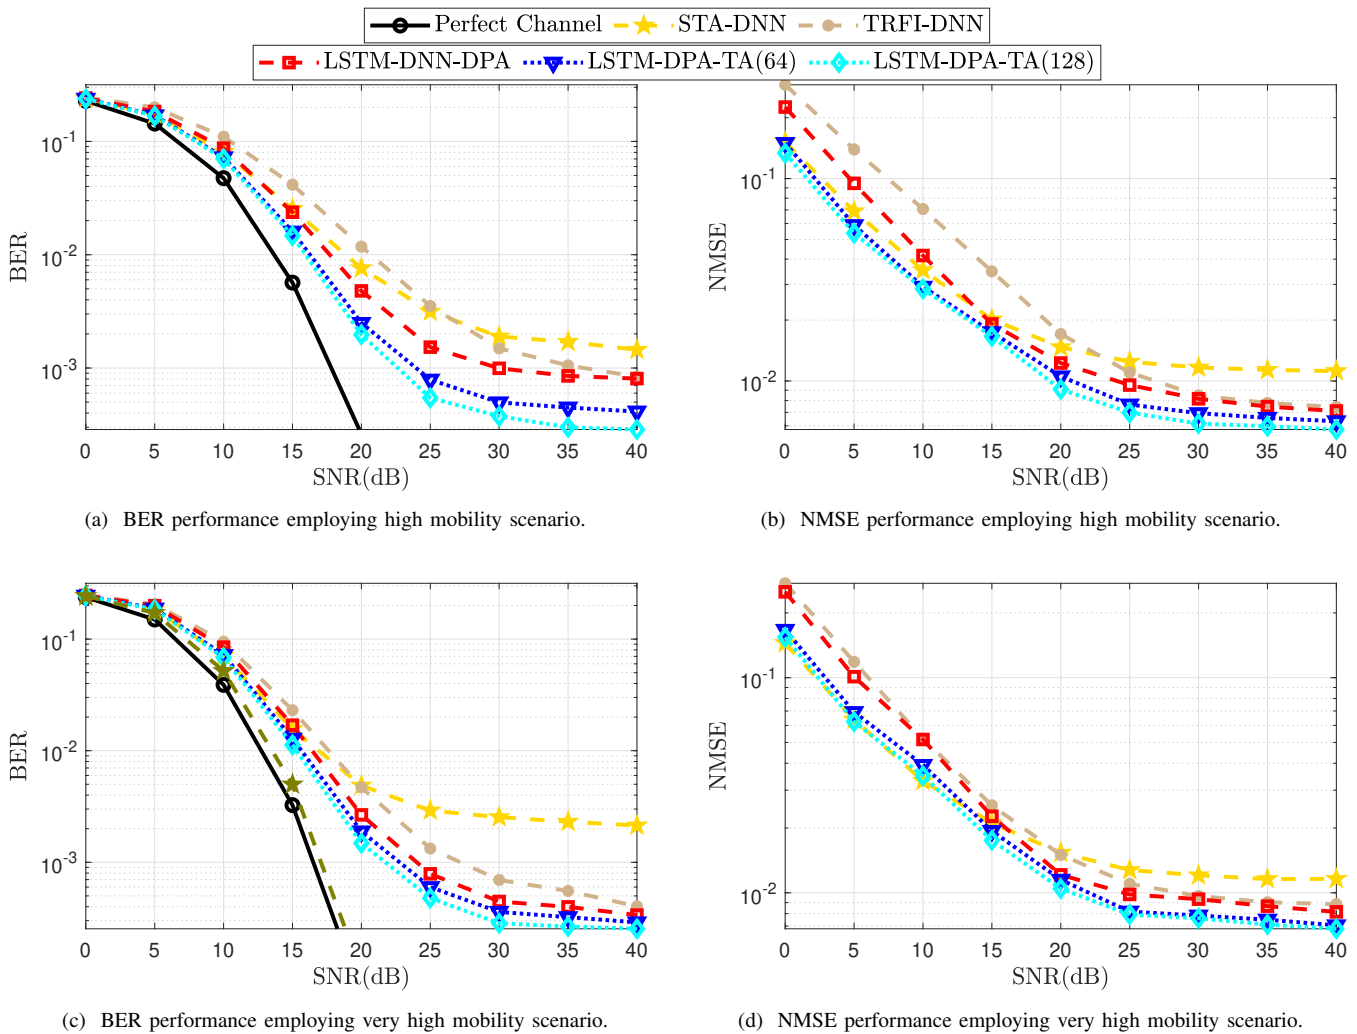 Perfect Channel STA-DNN TRFI-DNN
LSTM-DNN-DPA LSTM-DPA-TA(64) LSTM-DPA-TA(128)
10^-1
10^-2
10^-3
BER
0 5 10 15 20 25 30 35 40
SNR(dB)
(a) BER performance employing high mobility scenario.
10^-1
10^-2
NMSE
0 5 10 15 20 25 30 35 40
SNR(dB)
(b) NMSE performance employing high mobility scenario.
10^-1
10^-2
10^-3
BER
0 5 10 15 20 25 30 35 40
SNR(dB)
(c) BER performance employing very high mobility scenario.
10^-1
10^-2
NMSE
0 5 10 15 20 25 30 35 40
SNR(dB)
(d) NMSE performance employing very high mobility scenario.